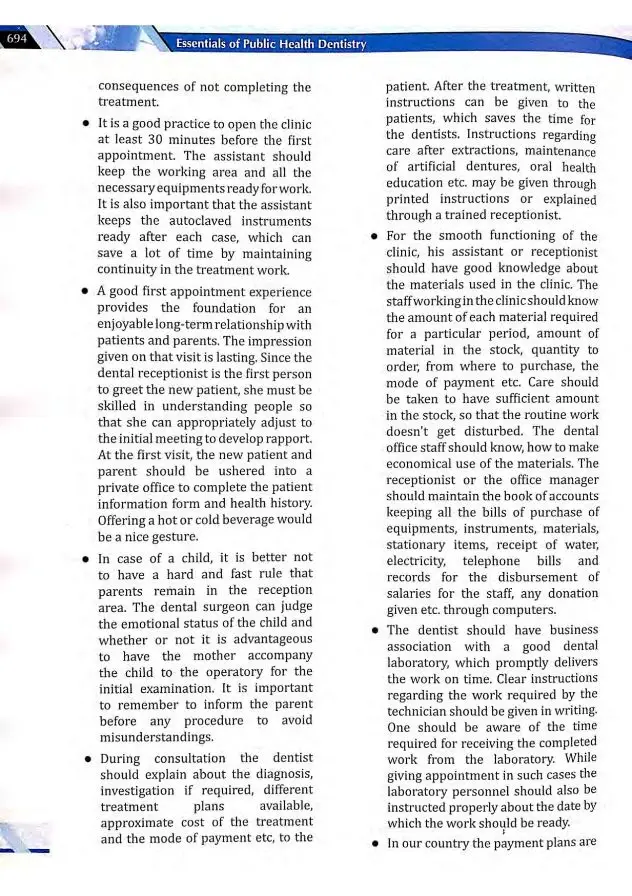 694
Essentials of Public Health Dentistry
consequences of not completing the
treatment.
• It is a good practice to open the clinic
at least 30 minutes before the first
appointment. The assistant should
keep the working area and all the
necessary equipments ready for work.
It is also important that the assistant
keeps the autoclaved instruments
ready after each case, which can
save a lot of time by maintaining
continuity in the treatment work.
• A good first appointment experience
provides the foundation for an
enjoyable long-term relationship with
patients and parents. The impression
given on that visit is lasting. Since the
dental receptionist is the first person
to greet the new patient, she must be
skilled in understanding people so
that she can appropriately adjust to
the initial meeting to develop rapport.
At the first visit, the new patient and
parent should be ushered into a
private office to complete the patient
information form and health history.
Offering a hot or cold beverage would
be a nice gesture.
• In case of a child, it is better not
to have a hard and fast rule that
parents remain in the reception
area. The dental surgeon can judge
the emotional status of the child and
whether or not it is advantageous
to have the mother accompany
the child to the operatory for the
initial examination. It is important
to remember to inform the parent
before any procedure to avoid
misunderstandings.
• During consultation the dentist
should explain about the diagnosis,
investigation if required, different
treatment plans available,
approximate cost of the treatment
and the mode of payment etc, to the
patient. After the treatment, written
instructions can be given to the
patients, which saves the time for
the dentists. Instructions regarding
care after extractions, maintenance
of artificial dentures, oral health
education etc. may be given through
printed instructions or explained
through a trained receptionist.
• For the smooth functioning of the
clinic, his assistant or receptionist
should have good knowledge about
the materials used in the clinic. The
staff working in the clinic should know
the amount of each material required
for a particular period, amount of
material in the stock, quantity to
order, from where to purchase, the
mode of payment etc. Care should
be taken to have sufficient amount
in the stock, so that the routine work
doesn't get disturbed. The dental
office staff should know, how to make
economical use of the materials. The
receptionist or the office manager
should maintain the book of accounts
keeping all the bills of purchase of
equipments, instruments, materials,
stationary items, receipt of water,
electricity, telephone bills and
records for the disbursement of
salaries for the staff, any donation
given etc. through computers.
• The dentist should have business
association with a good dental
laboratory, which promptly delivers
the work on time. Clear instructions
regarding the work required by the
technician should be given in writing.
One should be aware of the time
required for receiving the completed
work from the laboratory. While
giving appointment in such cases the
laboratory personnel should also be
instructed properly about the date by
which the work should be ready.
• In our country the payment plans are